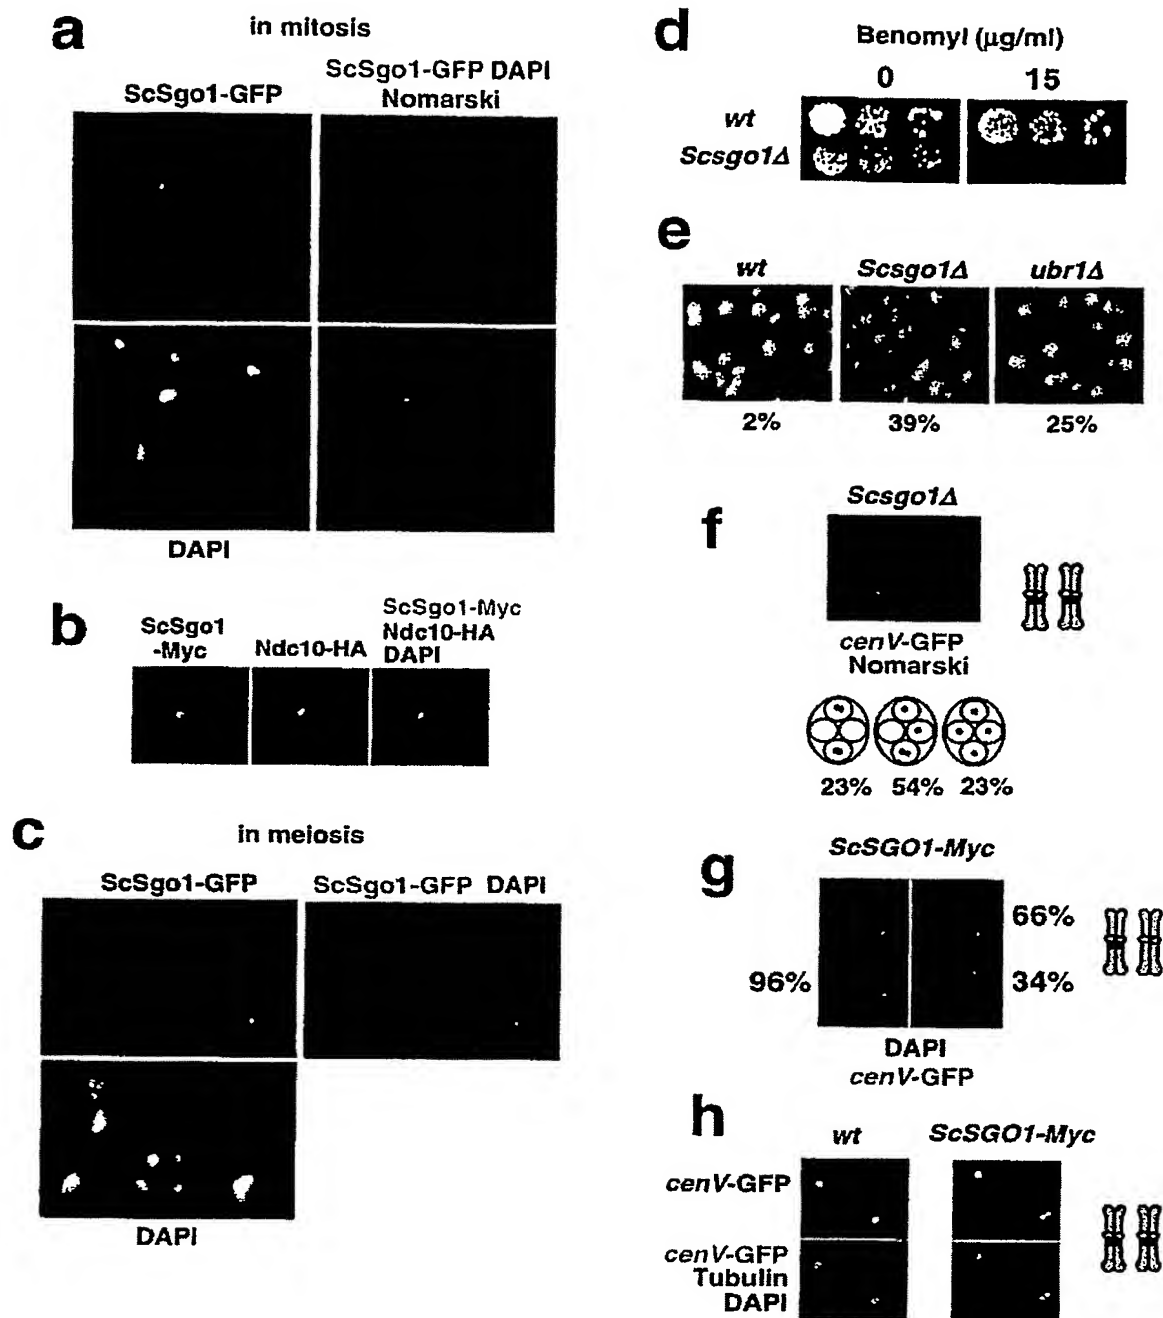 a
in mitosis
ScSgo1-GFP
ScSgo1-GFP DAPI
Nomarski
DAPI
b
ScSgo1
-Myc
Ndc10-HA
ScSgo1-Myc
Ndc10-HA
DAPI
c
in meiosis
ScSgo1-GFP
ScSgo1-GFP DAPI
DAPI
d
Benomyl (μg/ml)
0 15
wt
Scsgo1Δ
e
wt Scsgo1Δ ubr1Δ
2% 39% 25%
f
Scsgo1Δ
cenV-GFP
Nomarski
23% 54% 23%
g
ScSGO1-Myc
66%
96%
34%
DAPI
cenV-GFP
h
wt
ScSGO1-Myc
cenV-GFP
cenV-GFP
Tubulin
DAPI